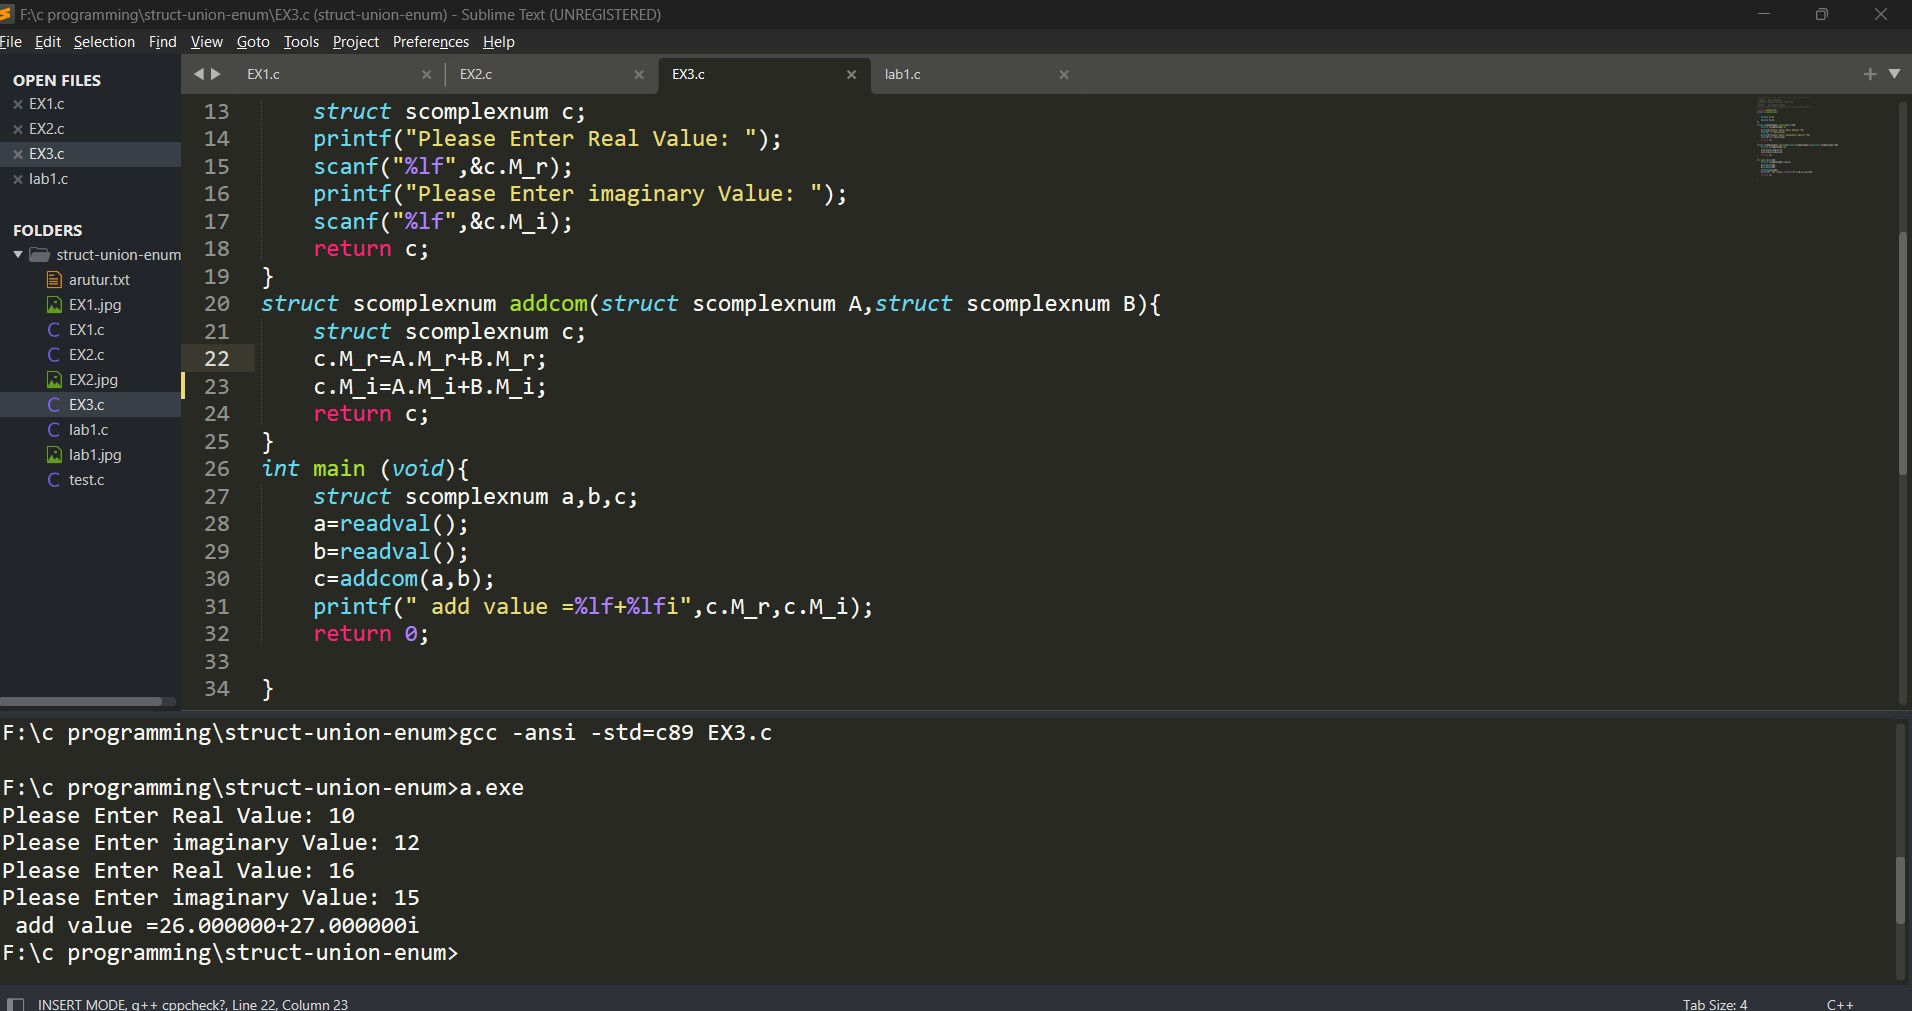 F:\c programming\struct-union-enum\EX3.c (struct-union-enum) - Sublime Text (UNREGISTERED)
File Edit Selection Find View Goto Tools Project Preferences Help
OPEN FILES
EX1.c
EX2.c
EX3.c
lab1.c
FOLDERS
struct-union-enum
arutur.txt
EX1..jpg
EX1.c
EX2.c
EX2.jpg
EX3.c
lab1.c
lab1.jpg
test.c
EX1.c EX2.c EX3.c lab1.c
13 struct scomplexnum c;
14 printf("Please Enter Real Value: ");
15 scanf("%lf",&c.M_r);
16 printf("Please Enter imaginary Value: ");
17 scanf("%lf",&c.M_i);
18 return c;
19 }
20 struct scomplexnum addcom(struct scomplexnum A,struct scomplexnum B){
21 struct scomplexnum c;
22 c.M_r=A.M_r+B.M_r;
23 c.M_i=A.M_i+B.M_i;
24 return c;
25 }
26 int main (void){
27 struct scomplexnum a,b,c;
28 a=readval();
29 b=readval();
30 c=addcom(a,b);
31 printf(" add value =%lf+%lfi",c.M_r,c.M_i);
32 return 0;
33
34 }
F:\c programming\struct-union-enum>gcc -ansi -std=c89 EX3.c
F:\c programming\struct-union-enum>a.exe
Please Enter Real Value: 10
Please Enter imaginary Value: 12
Please Enter Real Value: 16
Please Enter imaginary Value: 15
add value =26.000000+27.000000i
F:\c programming\struct-union-enum>
INSERT MODE, g++ cppcheck?, Line 22, Column 23 Tab Size: 4 C++